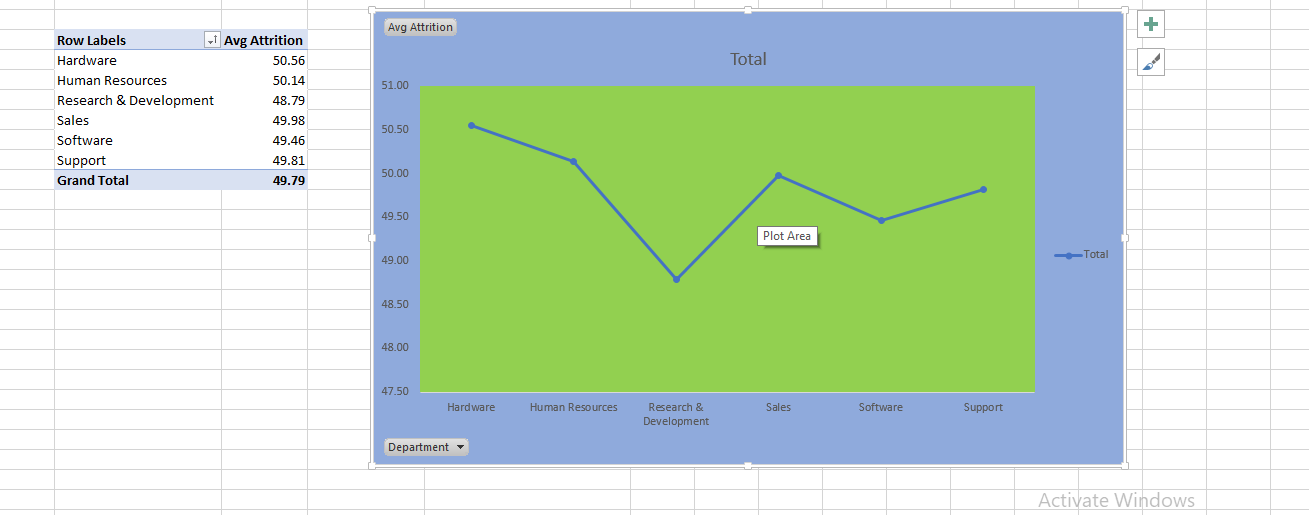 Row Labels Avg Attrition
Hardware 50.56
Human Resources 50.14
Research & Development 48.79
Sales 49.98
Software 49.46
Support 49.81
Grand Total 49.79
Avg Attrition
Total
51.00
50.50
50.00
49.50
49.00
48.50
48.00
47.50
Plot Area
Total
Hardware Human Resources Research & Sales Software Support
Development
Department
Activate Windows